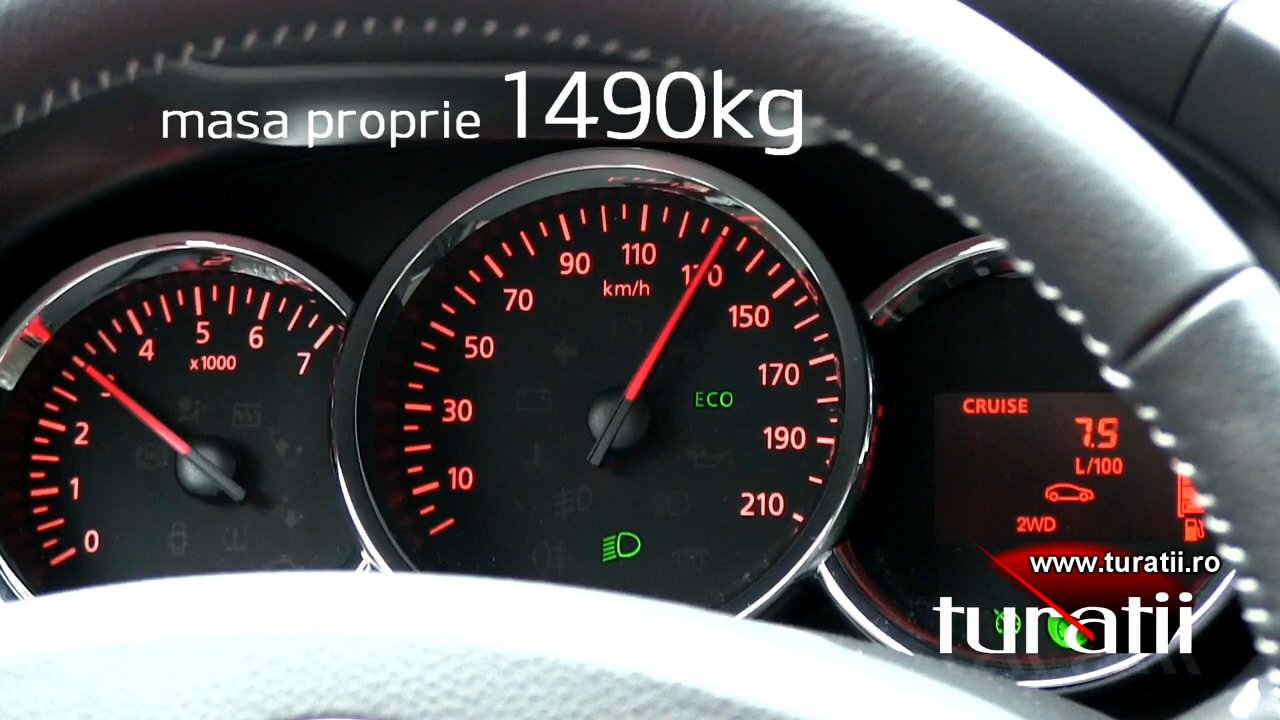 masa proprie 1490kg
90
110
130
km/h
70
150
50
170
30
190
10
210
ECO
4
5
6
7
x1000
3
2
1
0
CRUISE
7.5
L/100
2WD
www.turatii.ro
turatii